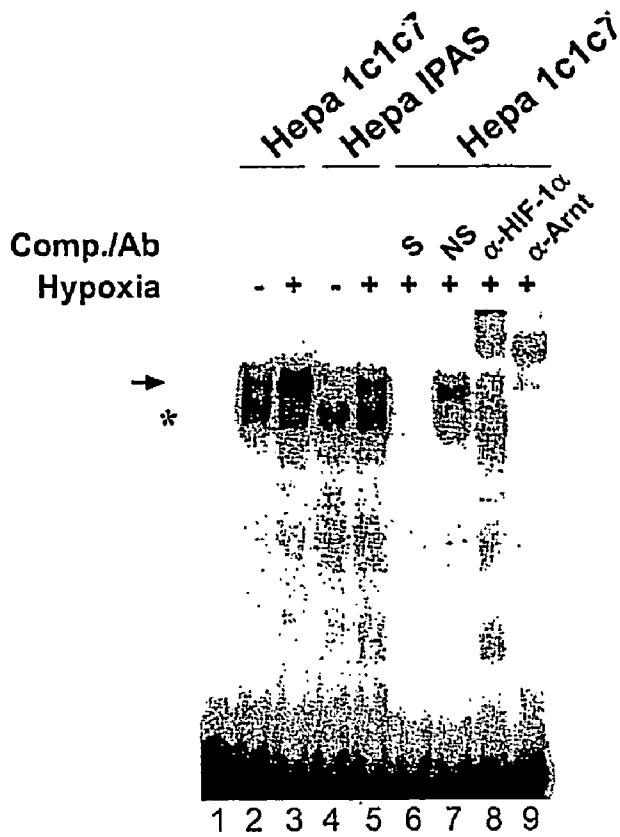 Hepa 1c1c7
Hepa IPAS
Hepa 1c1c7
Comp./Ab S NS α-HIF-1α α-Arnt
Hypoxia - + - + + + + +
*
1 2 3 4 5 6 7 8 9